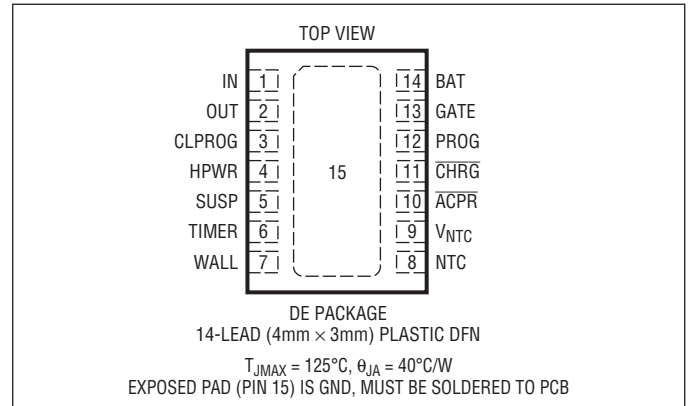 TOP VIEW
IN 1 14 BAT
OUT 2 13 GATE
CLPROG 3 12 PROG
HPWR 4 15 11 CHRG
SUSP 5 10 ACPR
TIMER 6 9 VNTC
WALL 7 8 NTC
DE PACKAGE
14-LEAD (4mm × 3mm) PLASTIC DFN
TJMAX = 125°C, θJA = 40°C/W
EXPOSED PAD (PIN 15) IS GND, MUST BE SOLDERED TO PCB